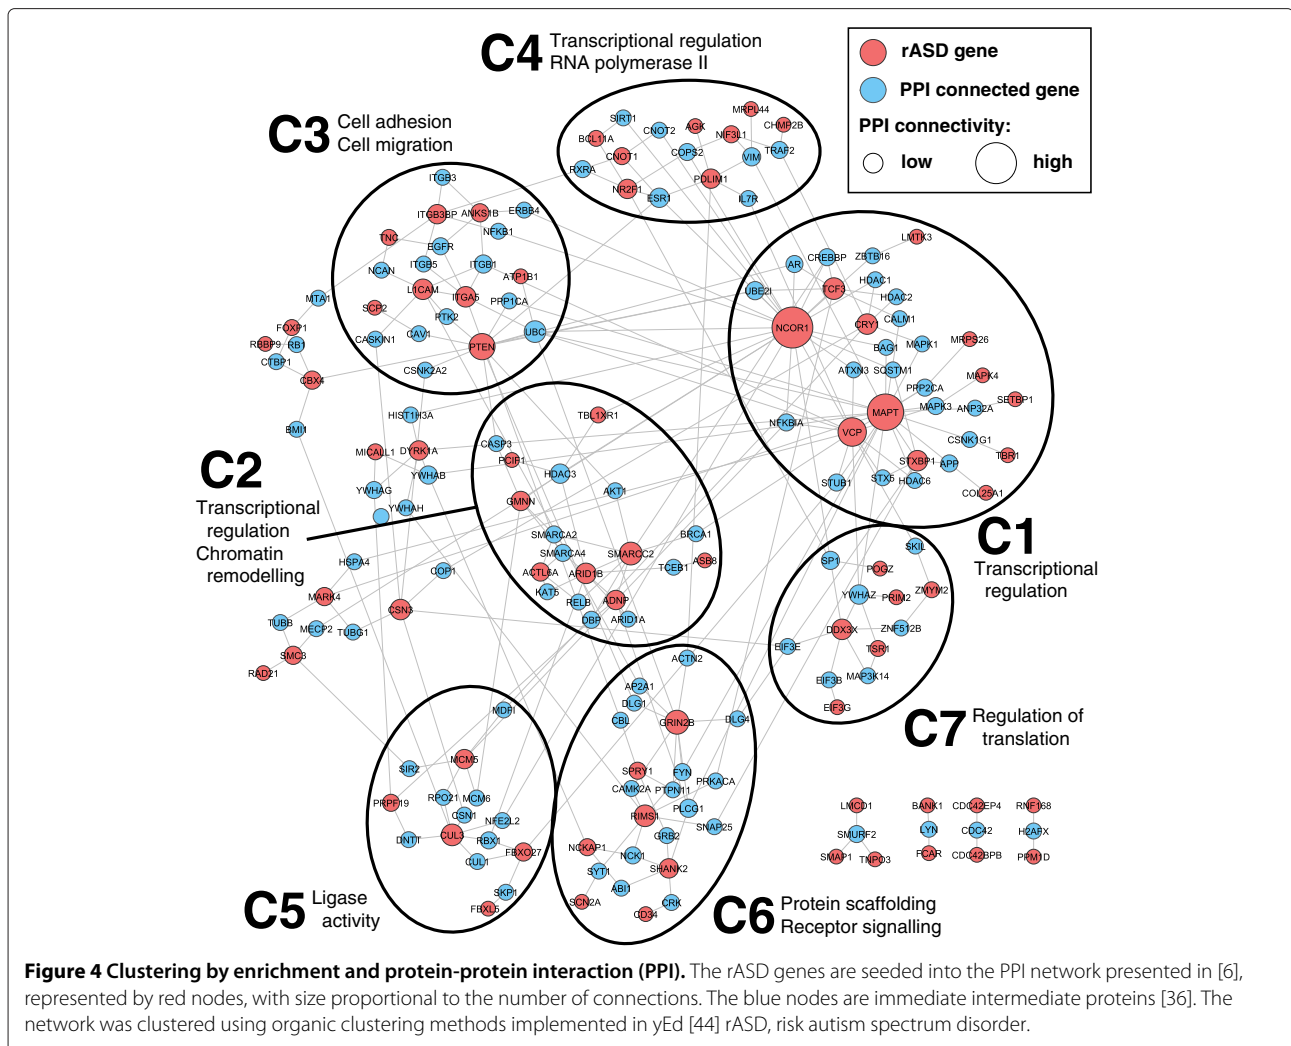 C4 Transcriptional regulation
RNA polymerase II
rASD gene
PPI connected gene
PPI connectivity:
low
high
C3 Cell adhesion
Cell migration
SIRT1
CNOT2
AGK
MRPL44
NIF3L1
CHMP2B
BCL11A
CNOT1
COPS2
VIM
TRAF2
RXRA
NR2F1
ESR1
PDLIM1
IL7R
ITGB3
ITGB3BP
ANKS1B
ERBB4
NFKB1
TNC
EGFR
NCAN
ITGB5
ITGB1
ATP1B1
L1CAM
ITGA5
PPP1CA
SCP2
PTK2
UBC
CASKIN1
CAV1
PTEN
CSNK2A2
MTA1
FOXP1
RBBP9
RB1
CTBP1
CBX4
BMI1
LMTK3
AR
CREBBP
ZBTB16
UBE2I
TCF3
HDAC1
HDAC2
NCOR1
CRY1
CALM1
BAG1
MAPK1
MRPS26
ATXN3
SQSTM1
PPP2CA
MAPK4
MAPT
MAPK3
ANP32A
SETBP1
NFKBIA
VCP
CSNK1G1
STXBP1
APP
TBR1
STUB1
STX5
HDAC6
COL25A1
C1
Transcriptional
regulation
HIST1H3A
MICALL1
DYRK1A
YWHAB
YWHAG
YWHAH
C2
Transcriptional
regulation
Chromatin
remodelling
TBL1XR1
CASP3
PCIF1
HDAC3
AKT1
GMNN
SMARCA2
SMARCA4
SMARCC2
BRCA1
ASB8
TCEB1
ACTL6A
ARID1B
KAT5
RELB
ADNP
DBP
ARID1A
HSPA4
COP1
MARK4
CSN3
TUBB
MECP2
TUBG1
SMC3
RAD21
SP1
SKIL
POGZ
YWHAZ
PRIM2
ZMYM2
DDX3X
ZNF512B
EIF3E
TSR1
EIF3B
MAP3K14
EIF3G
C7 Regulation of
translation
MDFI
SIR2
MCM5
PRPF19
RPO21
MCM6
CSN1
NFE2L2
DNTT
CUL3
RBX1
CUL1
FBXO27
SKP1
FBXL5
C5 Ligase
activity
ACTN2
AP2A1
DLG1
CBL
GRIN2B
DLG4
SPRY1
FYN
CAMK2A
PTPN11
PRKACA
PLCG1
RIMS1
GRB2
SNAP25
NCKAP1
NCK1
SYT1
SHANK2
ABI1
SCN2A
CRK
CD34
C6 Protein scaffolding
Receptor signalling
LMCD1
SMURF2
SMAP1
TNPO3
BANK1
LYN
FCAR
CDC42EP4
CDC42
CDC42BPB
RNF168
H2AFX
PPM1D
Figure 4 Clustering by enrichment and protein-protein interaction (PPI). The rASD genes are seeded into the PPI network presented in [6],
represented by red nodes, with size proportional to the number of connections. The blue nodes are immediate intermediate proteins [36]. The
network was clustered using organic clustering methods implemented in yEd [44] rASD, risk autism spectrum disorder.